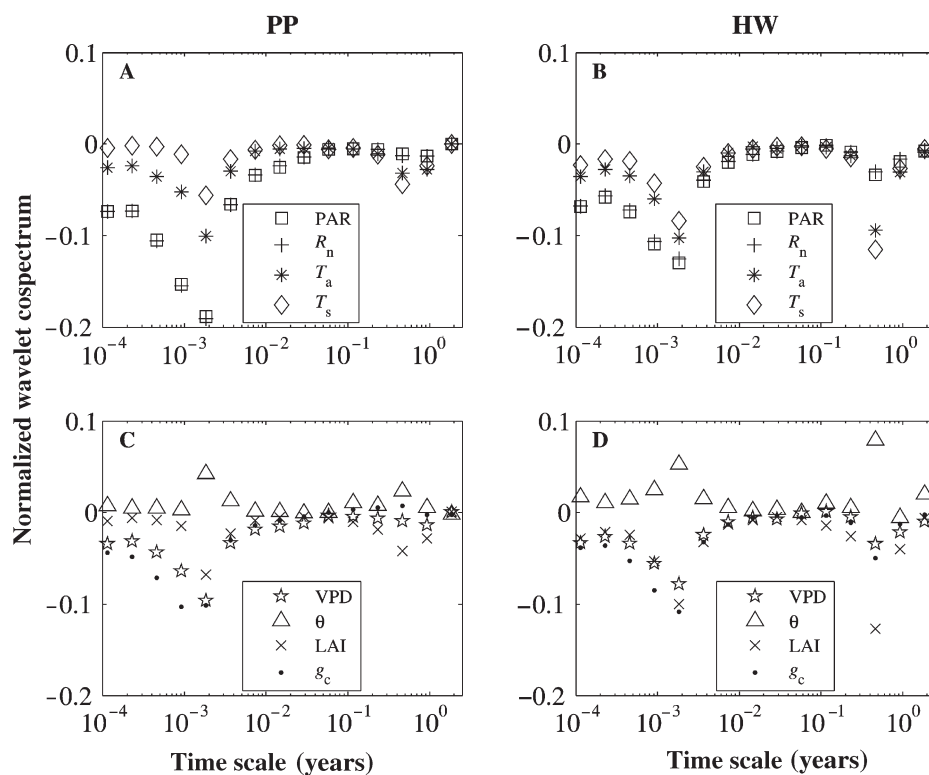 PP
HW
Normalized wavelet cospectrum
A
0.1
0
−0.1
−0.2
PAR
Rn
Ta
Ts
10−4 10−3 10−2 10−1 100
B
0.1
0
−0.1
−0.2
PAR
Rn
Ta
Ts
10−4 10−3 10−2 10−1 100
C
0.1
0
−0.1
−0.2
VPD
θ
LAI
gc
10−4 10−3 10−2 10−1 100
Time scale (years)
D
0.1
0
−0.1
−0.2
VPD
θ
LAI
gc
10−4 10−3 10−2 10−1 100
Time scale (years)